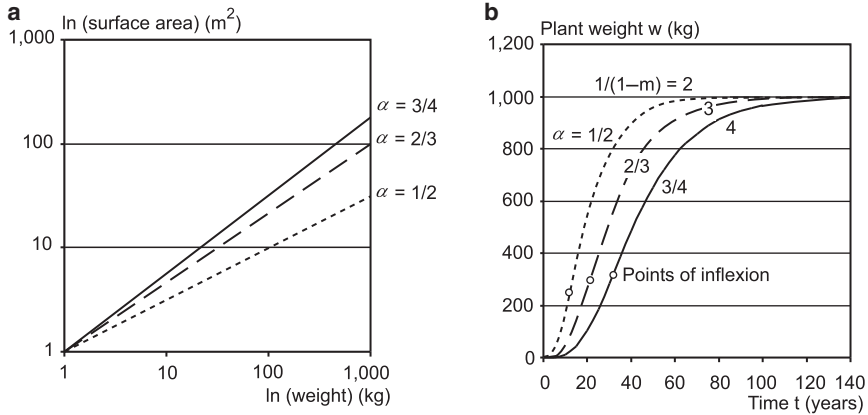 a
ln (surface area) (m²)
1,000
100
10
1
α = 3/4
α = 2/3
α = 1/2
1 10 100 1,000
ln (weight) (kg)
b
Plant weight w (kg)
1,200
1,000
800
600
400
200
0
1/(1–m) = 2
3
4
α = 1/2
2/3
3/4
Points of inflexion
0 20 40 60 80 100 120 140
Time t (years)